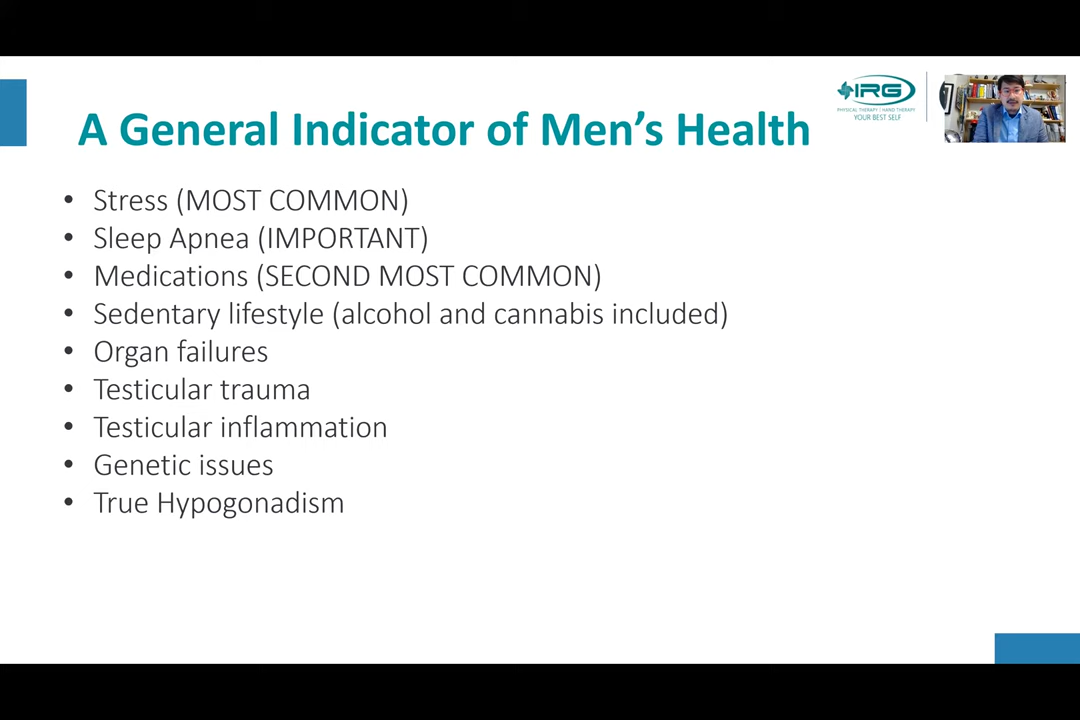 IRG
PHYSICAL THERAPY | HAND THERAPY
YOUR BEST SELF
A General Indicator of Men's Health
• Stress (MOST COMMON)
• Sleep Apnea (IMPORTANT)
• Medications (SECOND MOST COMMON)
• Sedentary lifestyle (alcohol and cannabis included)
• Organ failures
• Testicular trauma
• Testicular inflammation
• Genetic issues
• True Hypogonadism